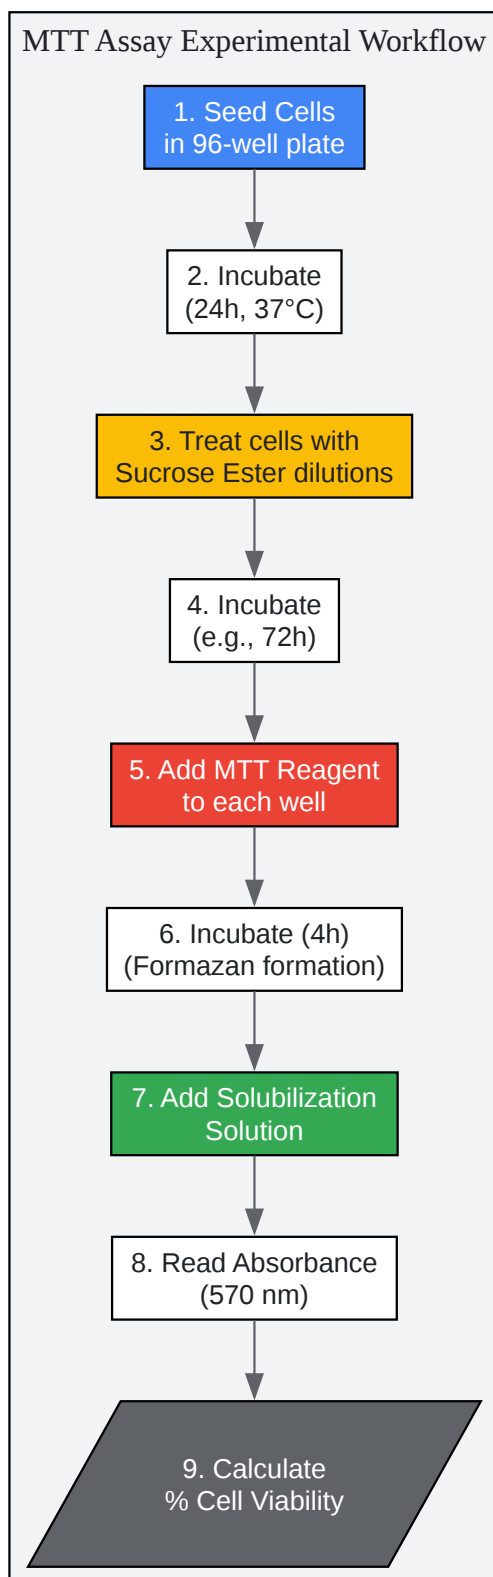 MTT Assay Experimental Workflow
1. Seed Cells
in 96-well plate
2. Incubate
(24h, 37°C)
3. Treat cells with
Sucrose Ester dilutions
4. Incubate
(e.g., 72h)
5. Add MTT Reagent
to each well
6. Incubate (4h)
(Formazan formation)
7. Add Solubilization
Solution
8. Read Absorbance
(570 nm)
9. Calculate
% Cell Viability